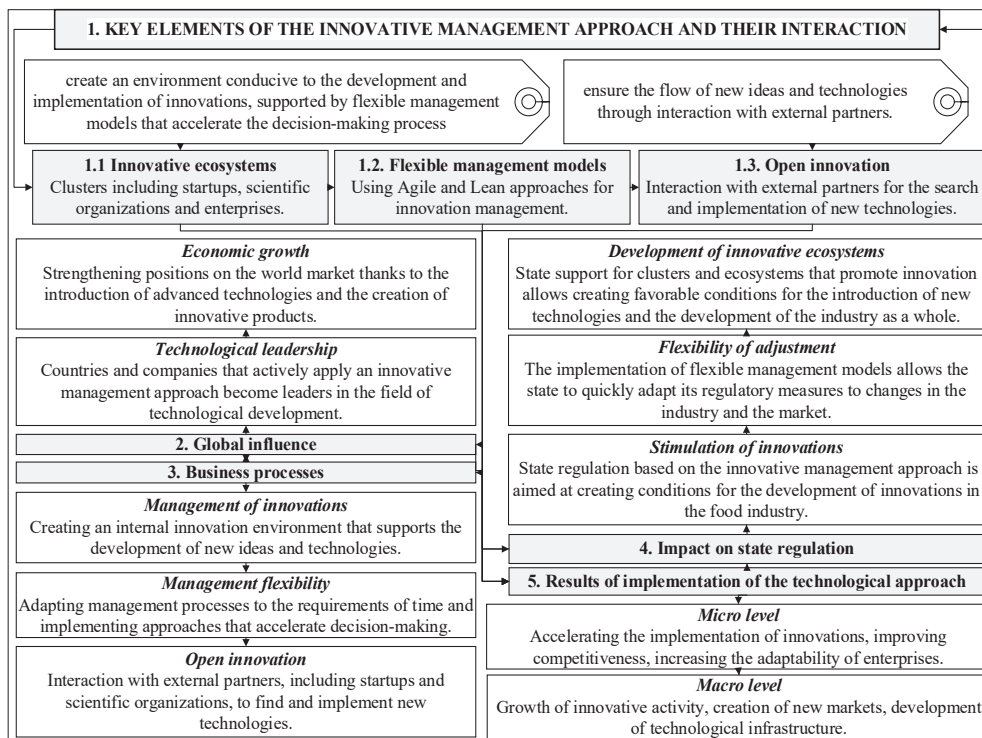 1. KEY ELEMENTS OF THE INNOVATIVE MANAGEMENT APPROACH AND THEIR INTERACTION
create an environment conducive to the development and
implementation of innovations, supported by flexible management
models that accelerate the decision-making process
ensure the flow of new ideas and technologies
through interaction with external partners.
1.1 Innovative ecosystems
Clusters including startups, scientific
organizations and enterprises.
1.2. Flexible management models
Using Agile and Lean approaches for
innovation management.
1.3. Open innovation
Interaction with external partners for the search
and implementation of new technologies.
Economic growth
Strengthening positions on the world market thanks to the
introduction of advanced technologies and the creation of
innovative products.
Technological leadership
Countries and companies that actively apply an innovative
management approach become leaders in the field of
technological development.
2. Global influence
3. Business processes
Management of innovations
Creating an internal innovation environment that supports the
development of new ideas and technologies.
Management flexibility
Adapting management processes to the requirements of time and
implementing approaches that accelerate decision-making.
Open innovation
Interaction with external partners, including startups and
scientific organizations, to find and implement new
technologies.
Development of innovative ecosystems
State support for clusters and ecosystems that promote innovation
allows creating favorable conditions for the introduction of new
technologies and the development of the industry as a whole.
Flexibility of adjustment
The implementation of flexible management models allows the
state to quickly adapt its regulatory measures to changes in the
industry and the market.
Stimulation of innovations
State regulation based on the innovative management approach is
aimed at creating conditions for the development of innovations in
the food industry.
4. Impact on state regulation
5. Results of implementation of the technological approach
Micro level
Accelerating the implementation of innovations, improving
competitiveness, increasing the adaptability of enterprises.
Macro level
Growth of innovative activity, creation of new markets, development
of technological infrastructure.